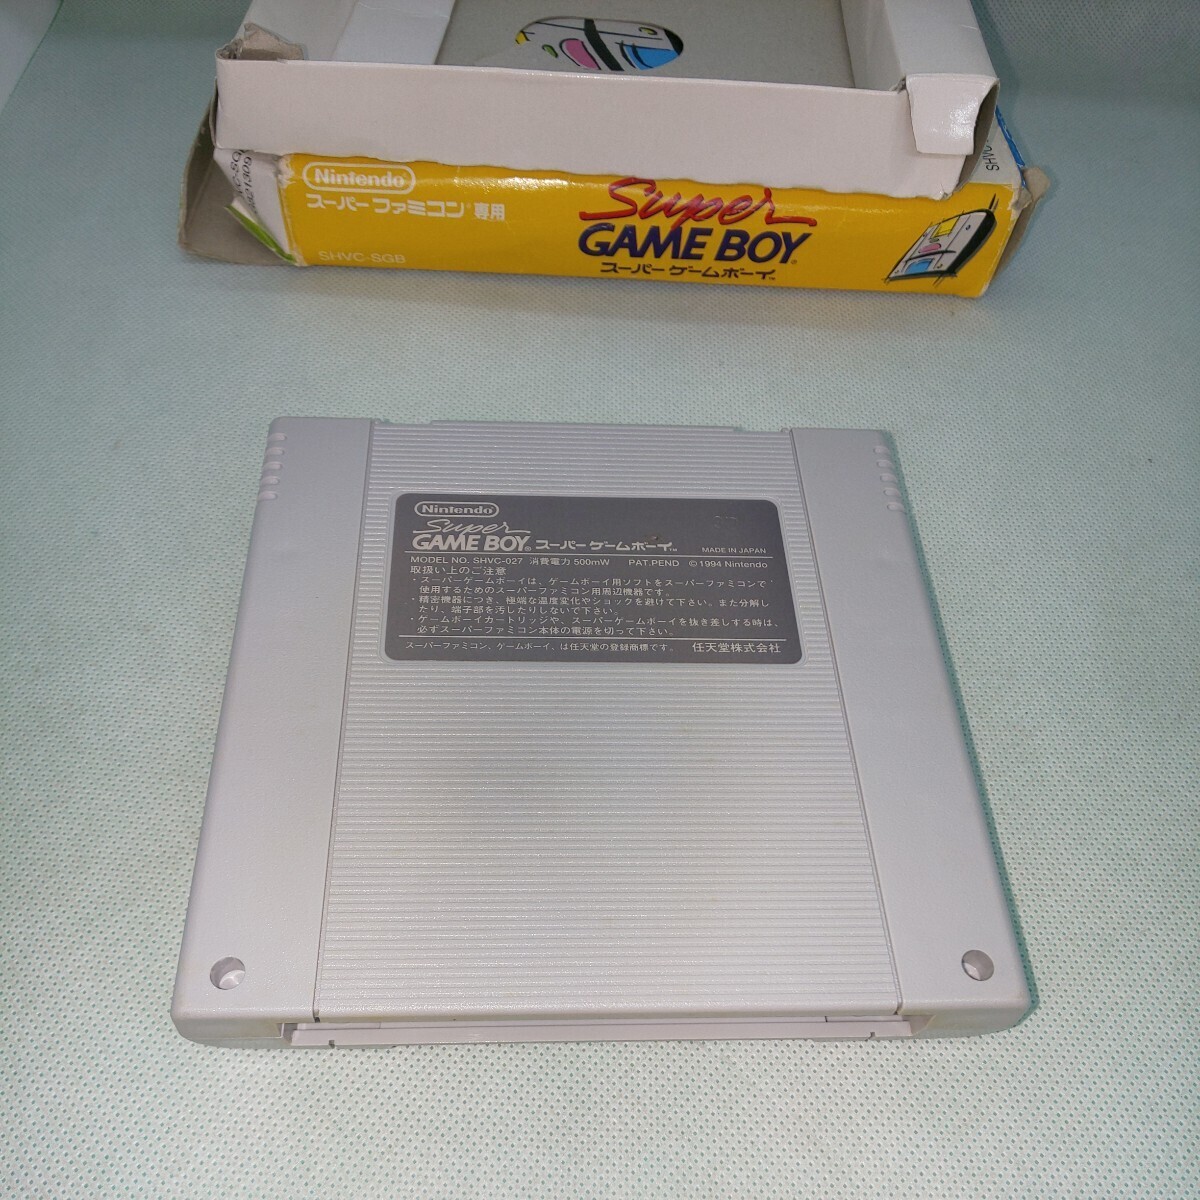 Nintendo
スーパーファミコン®専用
SHVC-SGB
Super
GAME BOY®
スーパーゲームボーイ™
Nintendo®
Super
GAME BOY® スーパーゲームボーイ™ MADE IN JAPAN
MODEL NO. SHVC-027 消費電力 500mW PAT.PEND ©1994 Nintendo
取扱い上のご注意
・スーパーゲームボーイは、ゲームボーイ用ソフトをスーパーファミコンで
使用するためのスーパーファミコン用周辺機器です。
・精密機器につき、極端な温度変化やショックを避けて下さい。また分解し
たり、端子部を汚したりしないで下さい。
・ゲームボーイカートリッジや、スーパーゲームボーイを抜き差しする時は、
必ずスーパーファミコン本体の電源を切って下さい。
スーパーファミコン、ゲームボーイ、は任天堂の登録商標です。 任天堂株式会社